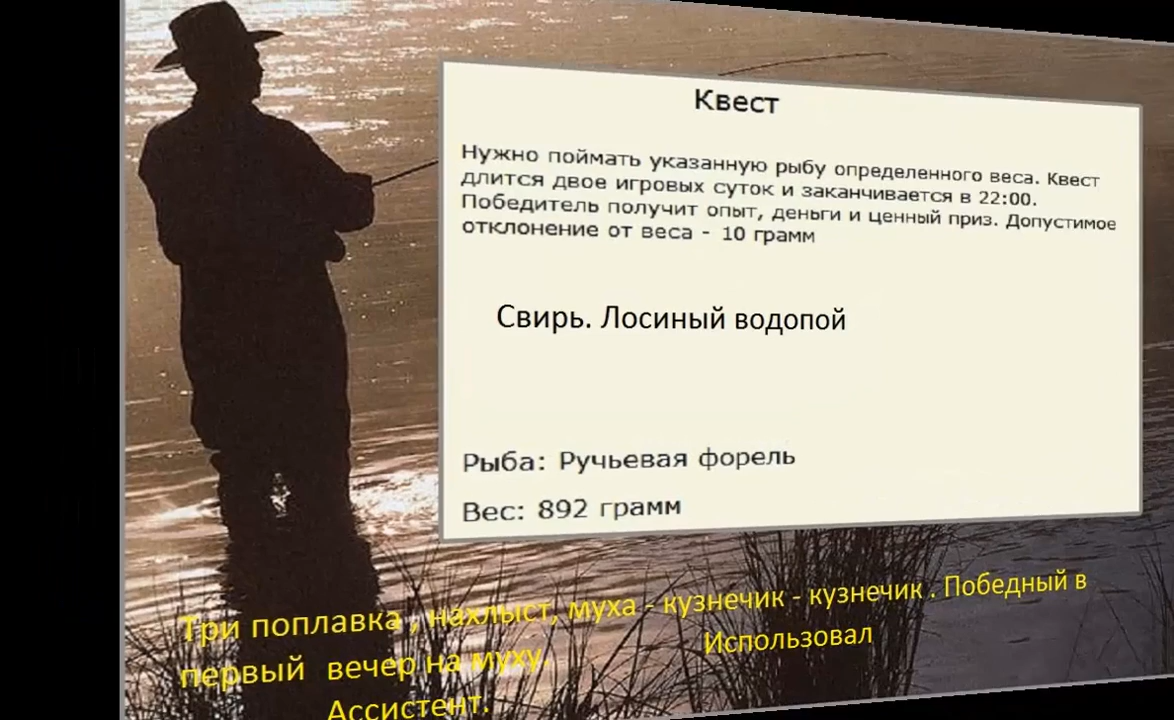 Квест
Нужно поймать указанную рыбу определенного веса. Квест
длится двое игровых суток и заканчивается в 22:00.
Победитель получит опыт, деньги и ценный приз. Допустимое
отклонение от веса - 10 грамм
Свирь. Лосиный водопой
Рыба: Ручьевая форель
Вес: 892 грамм
Три поплавка , нахлыст, муха - кузнечик - кузнечик . Победный в
первый вечер на муху. Использовал
Ассистент.